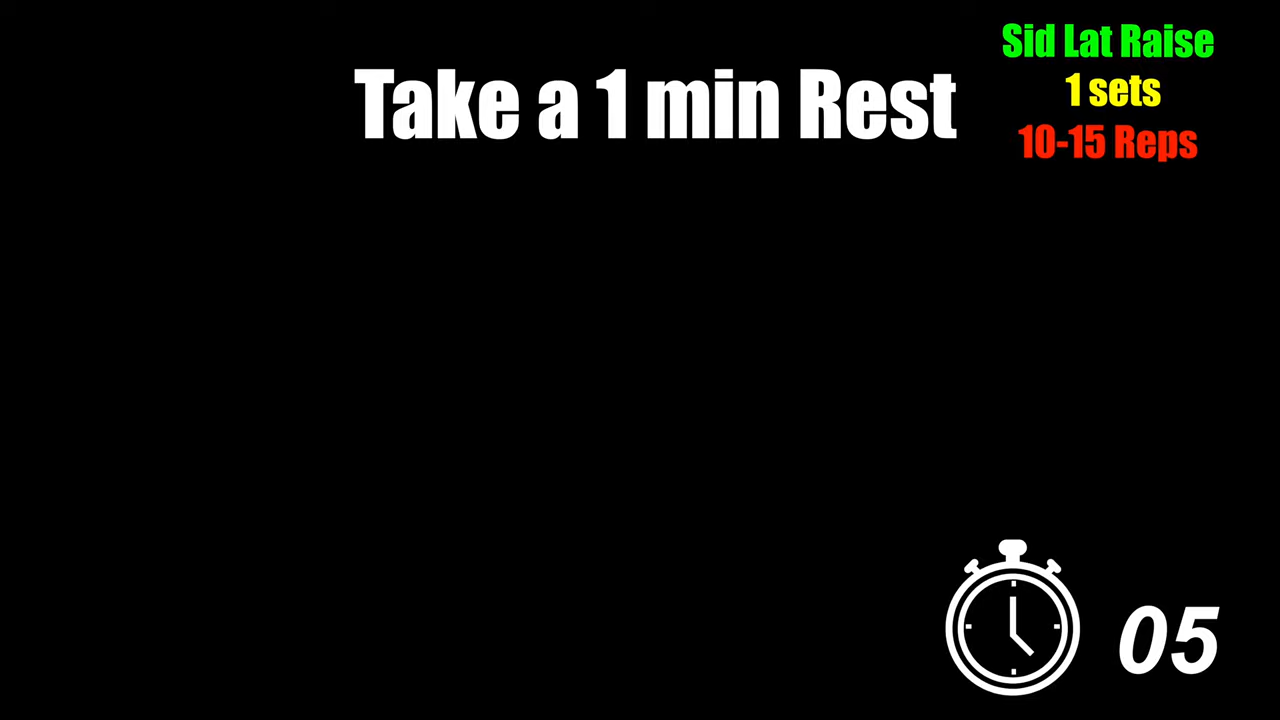 Take a 1 min Rest
Sid Lat Raise
1 sets
10-15 Reps
05